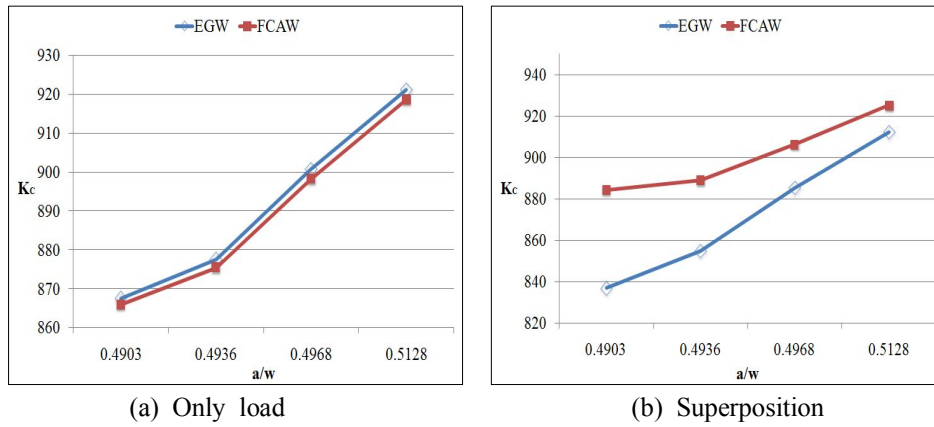 EGW FCAW
930
920
910
900
Kc
890
880
870
860
0.4903 0.4936 0.4968 0.5128
a/w
(a) Only load
EGW FCAW
940
920
900
Kc
880
860
840
820
0.4903 0.4936 0.4968 0.5128
a/w
(b) Superposition